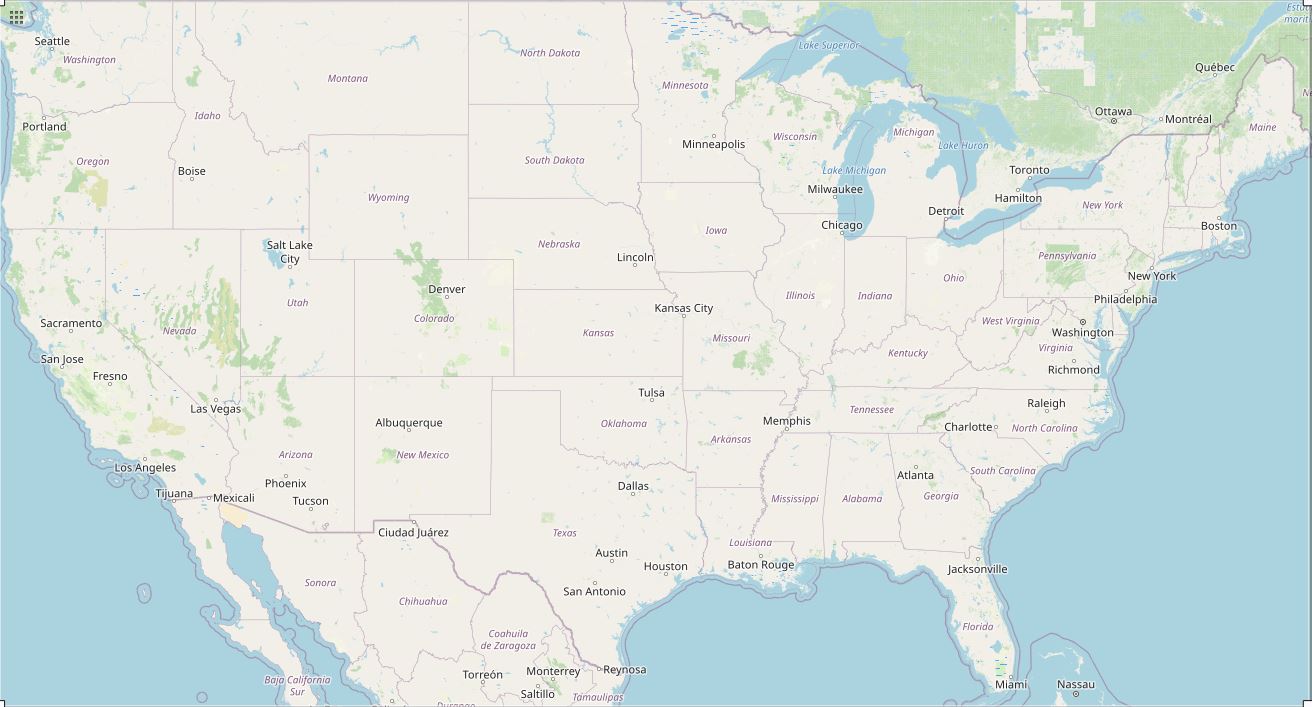 Seattle
Washington
Montana
North Dakota
Minnesota
Lake Superior
Québec
Portland
Idaho
Minneapolis
Wisconsin
Michigan
Lake Huron
Ottawa
Montréal
Maine
Oregon
Boise
Wyoming
South Dakota
Lake Michigan
Milwaukee
Toronto
Hamilton
New York
Detroit
Chicago
Boston
Salt Lake
City
Nebraska
Iowa
Lincoln
Pennsylvania
New York
Utah
Denver
Colorado
Kansas City
Illinois
Indiana
Ohio
Philadelphia
Sacramento
Nevada
Kansas
Missouri
West Virginia
Washington
San Jose
Fresno
Kentucky
Virginia
Richmond
Las Vegas
Albuquerque
Tulsa
Oklahoma
Memphis
Tennessee
Raleigh
Charlotte
North Carolina
Los Angeles
Arizona
New Mexico
Arkansas
Phoenix
Dallas
Atlanta
South Carolina
Tijuana
Mexicali
Tucson
Mississippi
Alabama
Georgia
Ciudad Juárez
Texas
Louisiana
Austin
Houston
Baton Rouge
Jacksonville
Sonora
Chihuahua
San Antonio
Coahuila
de Zaragoza
Florida
Baja California
Sur
Torreón
Monterrey
Reynosa
Saltillo
Tamaulipas
Miami
Nassau